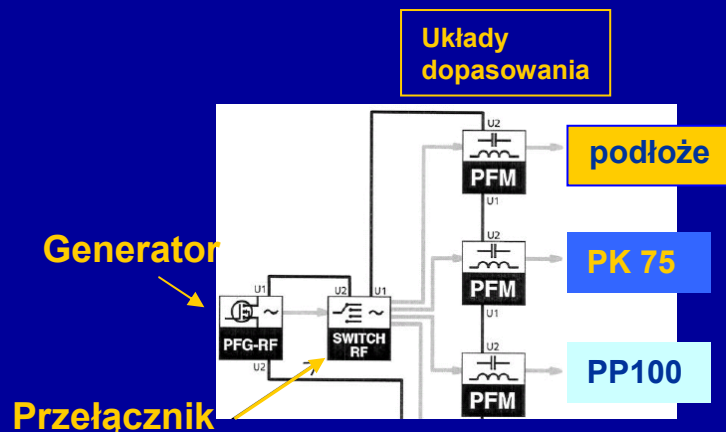 Układy
dopasowania
U2
podłoże
PFM
U1
Generator
U2
PK 75
PFM
U1
U1
U2
U1
PFG-RF
SWITCH
RF
U2
U2
PP100
PFM
Przełącznik